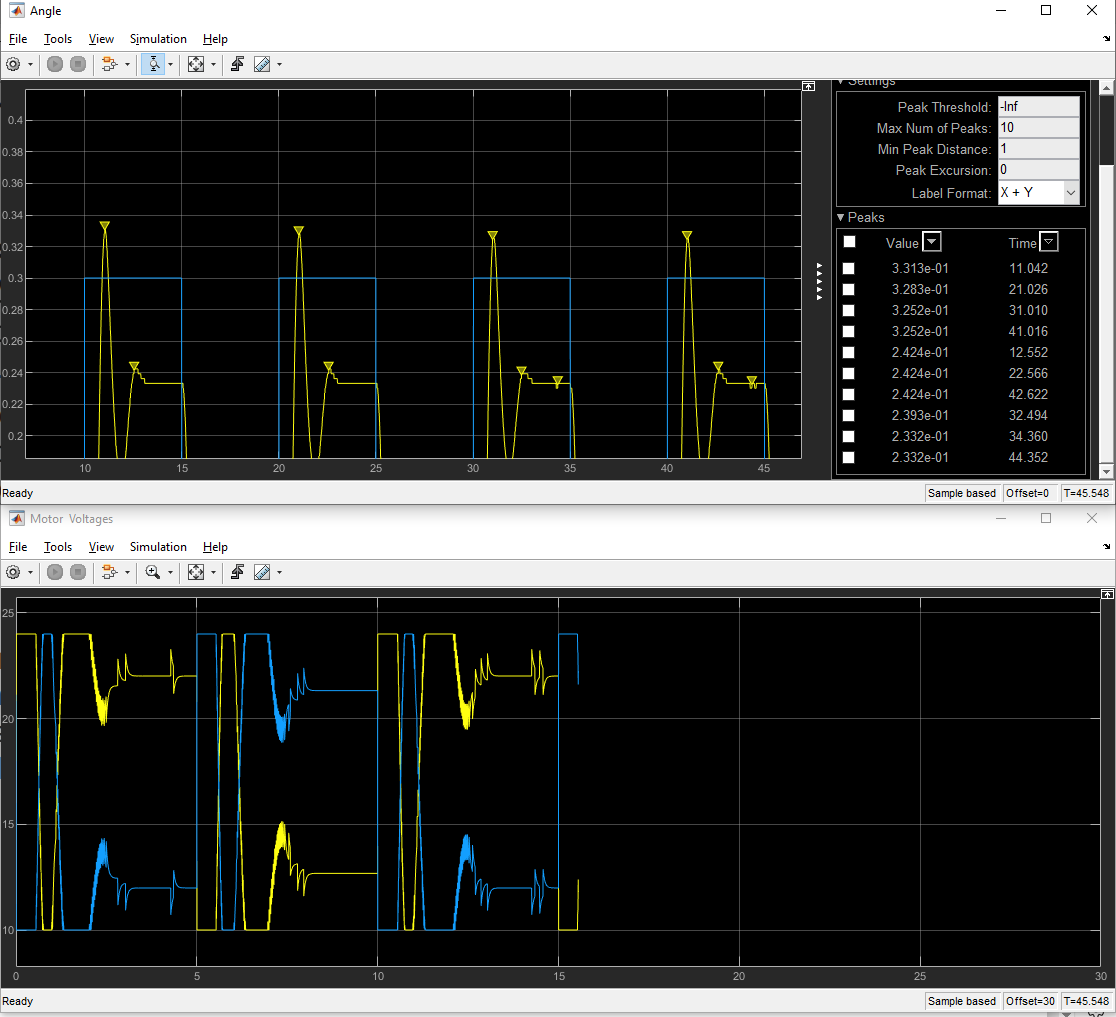 Angle
File Tools View Simulation Help
Settings
Peak Threshold: -Inf
Max Num of Peaks: 10
Min Peak Distance: 1
Peak Excursion: 0
Label Format: X + Y
Peaks
Value Time
3.313e-01 11.042
3.283e-01 21.026
3.252e-01 31.010
3.252e-01 41.016
2.424e-01 12.552
2.424e-01 22.566
2.424e-01 42.622
2.393e-01 32.494
2.332e-01 34.360
2.332e-01 44.352
0.4
0.38
0.36
0.34
0.32
0.3
0.28
0.26
0.24
0.22
0.2
10 15 20 25 30 35 40 45
Ready Sample based Offset=0 T=45.548
Motor Voltages
File Tools View Simulation Help
25
20
15
10
0 5 10 15 20 25 30
Ready Sample based Offset=30 T=45.548